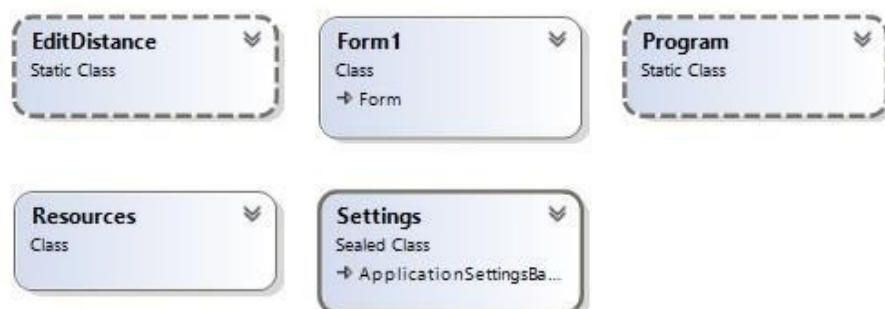 EditDistance
Static Class
Form1
Class
Form
Program
Static Class
Resources
Class
Settings
Sealed Class
ApplicationSettingsBa...